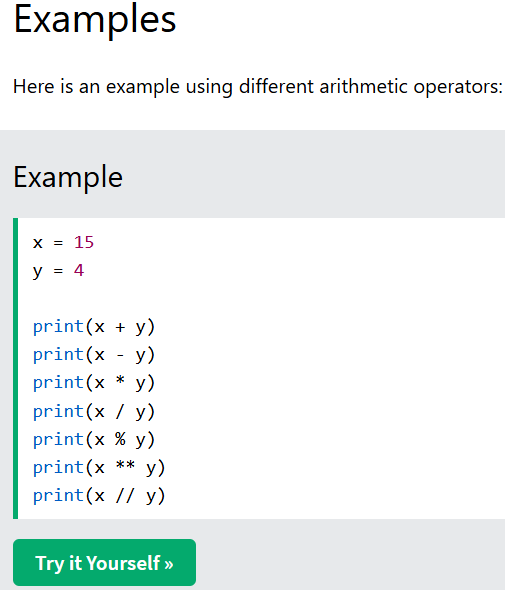 Examples
Here is an example using different arithmetic operators:
Example
x = 15
y = 4
print(x + y)
print(x - y)
print(x * y)
print(x / y)
print(x % y)
print(x ** y)
print(x // y)
Try it Yourself »